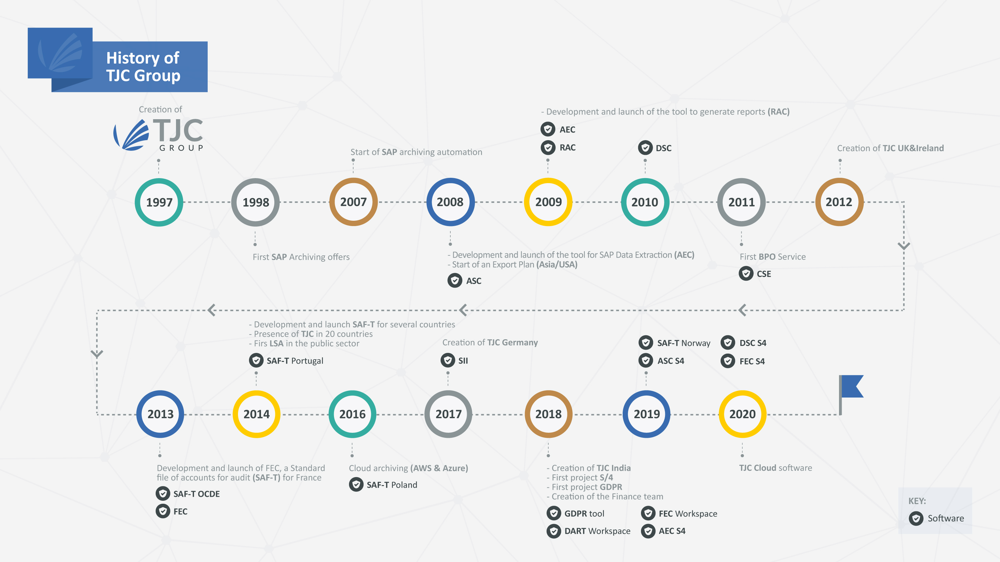 History of
TJC Group
Creation of
TJC
GROUP
Start of SAP archiving automation
- Development and launch of the tool to generate reports (RAC)
AEC
RAC
DSC
Creation of TJC UK&Ireland
1997
1998
2007
2008
2009
2010
2011
2012
First SAP Archiving offers
- Development and launch of the tool for SAP Data Extraction (AEC)
- Start of an Export Plan (Asia/USA)
ASC
First BPO Service
CSE
- Development and launch SAF-T for several countries
- Presence of TJC in 20 countries
- Firs LSA in the public sector
SAF-T Portugal
Creation of TJC Germany
SII
SAF-T Norway
DSC S4
ASC S4
FEC S4
2013
2014
2016
2017
2018
2019
2020
Development and launch of FEC, a Standard
file of accounts for audit (SAF-T) for France
SAF-T OCDE
FEC
Cloud archiving (AWS & Azure)
SAF-T Poland
- Creation of TJC India
- First project S/4
- First project GDPR
- Creation of the Finance team
GDPR tool
FEC Workspace
DART Workspace
AEC S4
TJC Cloud software
KEY:
Software